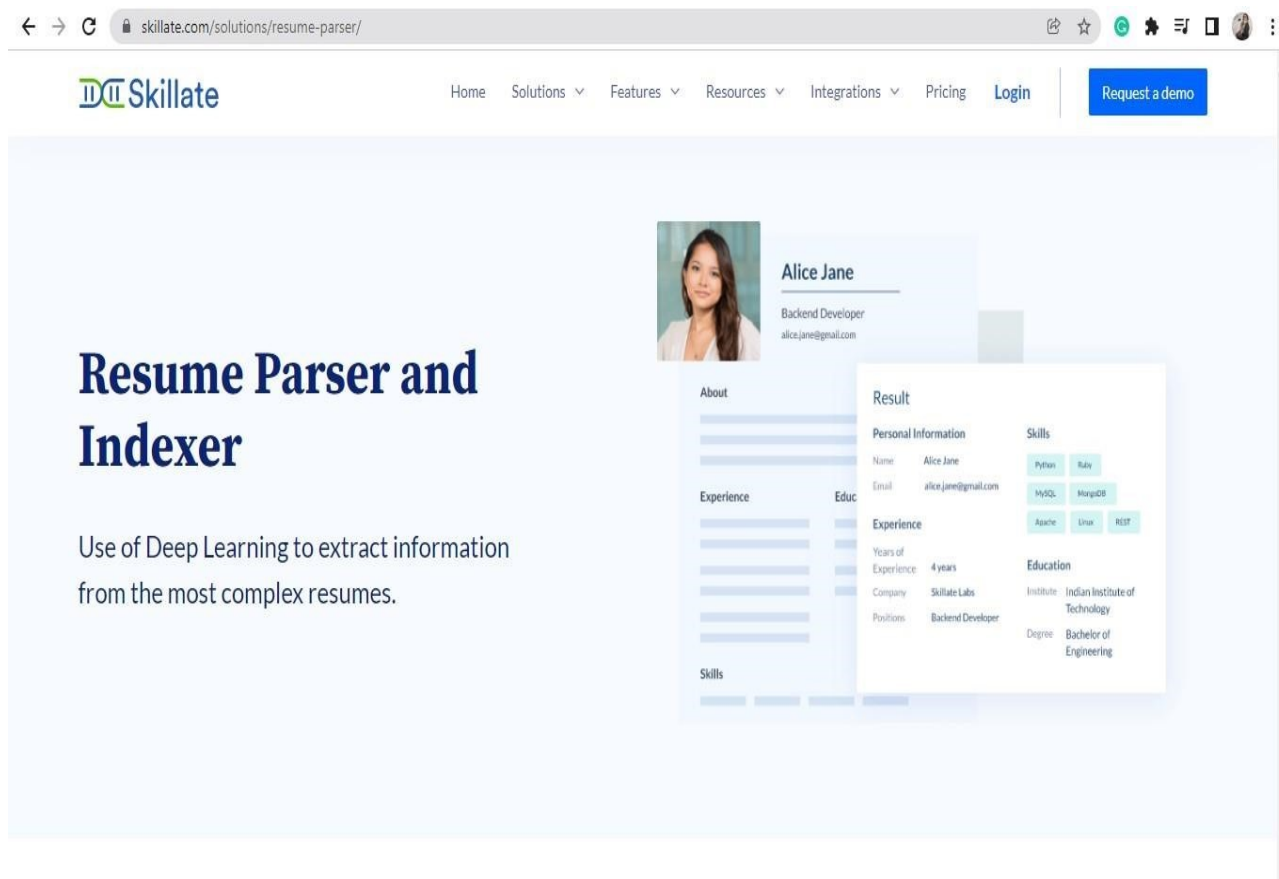 skillate.com/solutions/resume-parser/
Skillate
Home Solutions Features Resources Integrations Pricing Login Request a demo
Resume Parser and
Indexer
Use of Deep Learning to extract information
from the most complex resumes.
Alice Jane
Backend Developer
alice.jane@gmail.com
About
Experience
Educ
Skills
Result
Personal Information
Name Alice Jane
Email alice.jane@gmail.com
Experience
Years of
Experience 4 years
Company Skillate Labs
Positions Backend Developer
Skills
Python Ruby
MySQL MongoDB
Apache Linux REST
Education
Institute Indian Institute of
Technology
Degree Bachelor of
Engineering